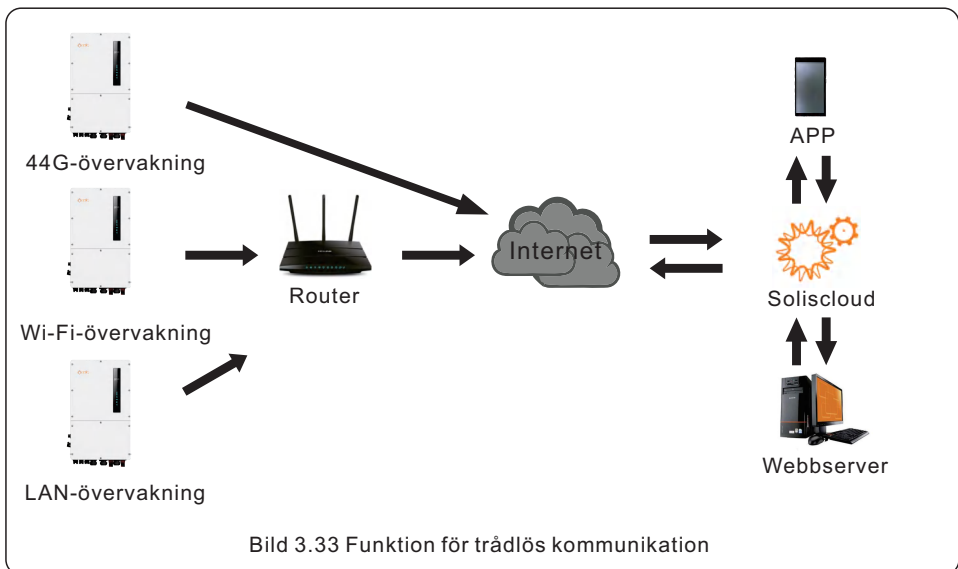 44G-övervakning
APP
Internet
Router
Soliscloud
Wi-Fi-övervakning
LAN-övervakning
Webbserver
Bild 3.33 Funktion för trådlös kommunikation